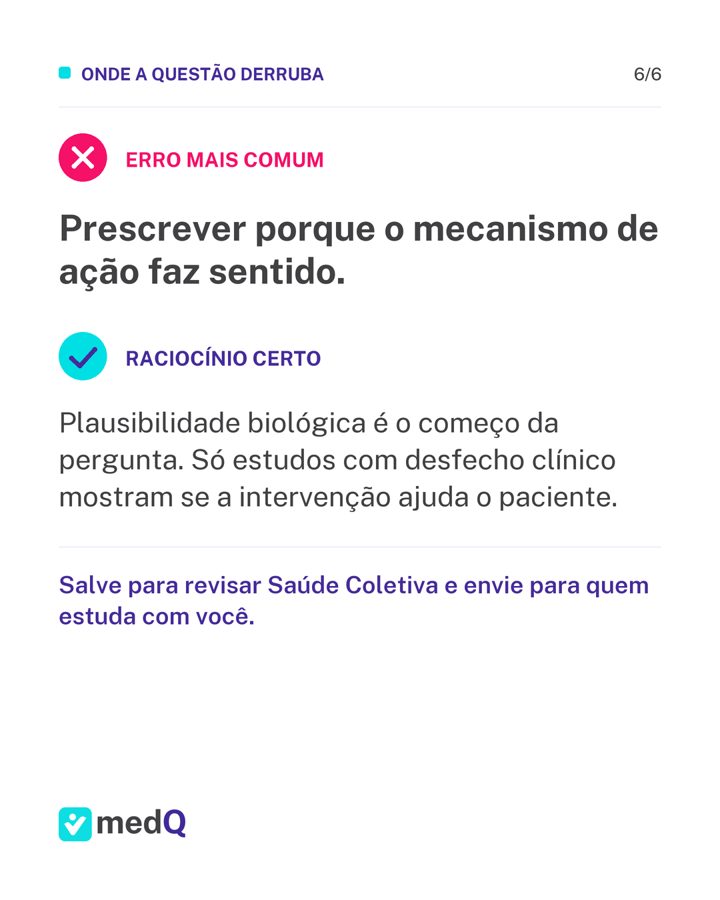 ONDE A QUESTÃO DERRUBA
6/6
ERRO MAIS COMUM
Prescrever porque o mecanismo de
ação faz sentido.
RACIOCÍNIO CERTO
Plausibilidade biológica é o começo da
pergunta. Só estudos com desfecho clínico
mostram se a intervenção ajuda o paciente.
Salve para revisar Saúde Coletiva e envie para quem
estuda com você.
medQ